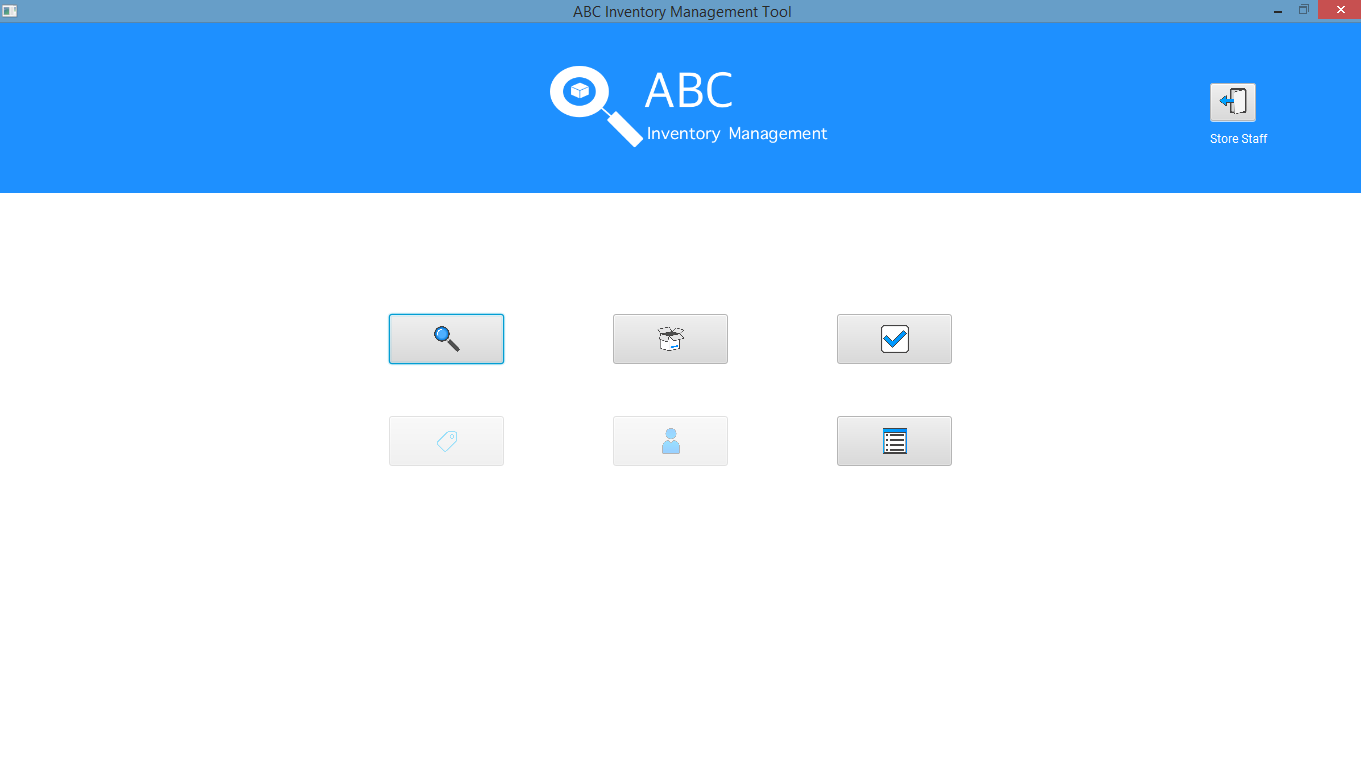 ABC Inventory Management Tool
ABC
Inventory Management
Store Staff